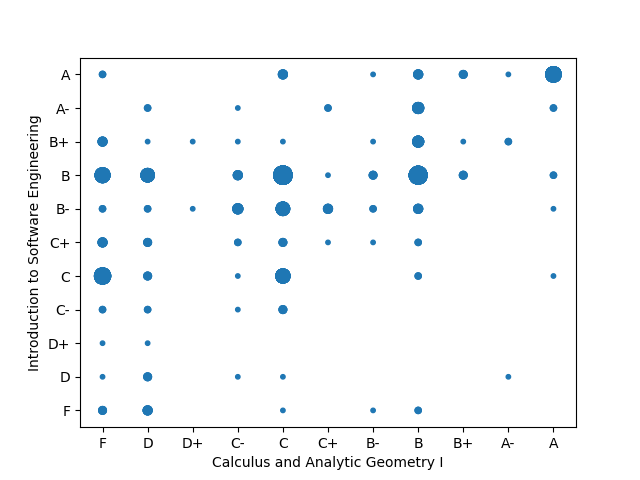 A
A-
B+
B
B-
C+
C
C-
D+
D
F
Introduction to Software Engineering
F D D+ C- C C+ B- B B+ A- A
Calculus and Analytic Geometry I